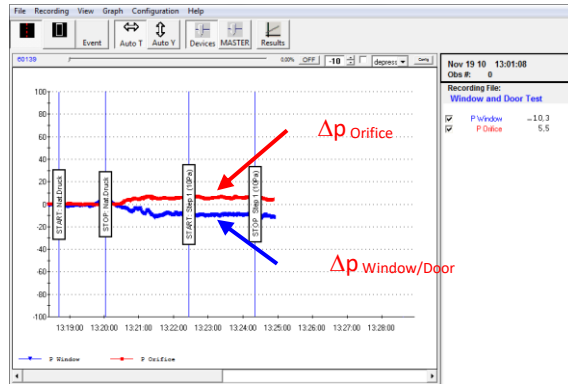 File Recording View Graph Configuration Help
Event Auto T Auto Y Devices MASTER Results
60139 0,00% OFF -10 depress Config
Nov 19 10 13:01:08
Obs #: 0
Recording File:
Window and Door Test
P Window -10,3
P Orifice 5,5
100
80
60
40
20
0
-20
-40
-60
-80
-100
START: Nat.Druck
STOP: Nat.Druck
START: Step 1 (10Pa)
STOP: Step 1 (10Pa)
Δp Orifice
Δp Window/Door
13:19:00 13:20:00 13:21:00 13:22:00 13:23:00 13:24:00 13:25:00 13:26:00 13:27:00 13:28:00
P Window P Orifice